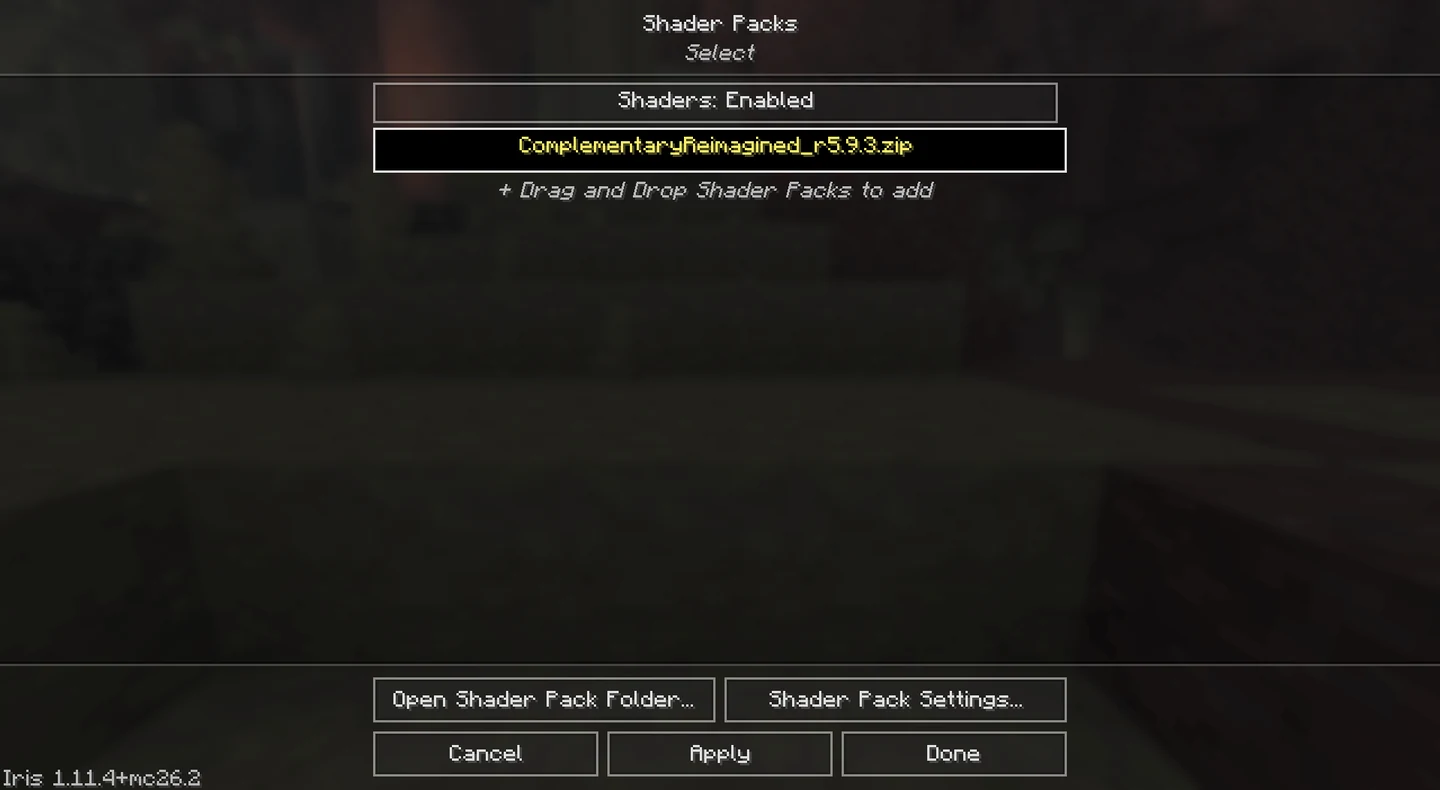 Shader Packs
Select
Shaders: Enabled
ComplementaryReimagined_r5.9.3.zip
+ Drag and Drop Shader Packs to add
Open Shader Pack Folder...
Shader Pack Settings...
Cancel
Apply
Done
Iris 1.11.4+mc26.2